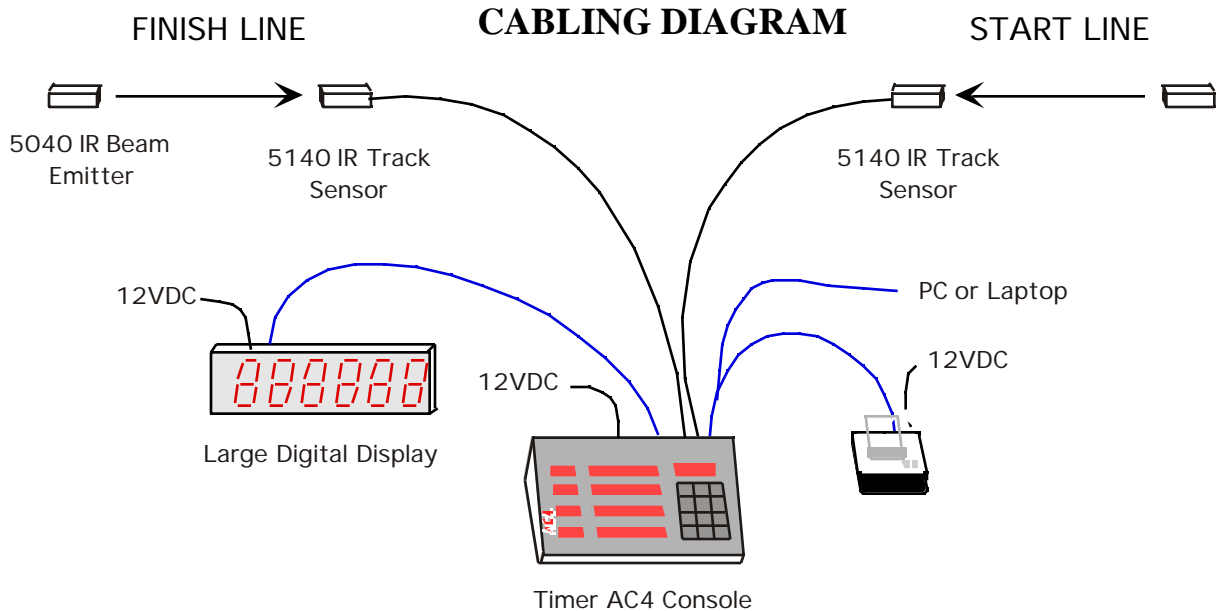 CABLING DIAGRAM
FINISH LINE
START LINE
5040 IR Beam
Emitter
5140 IR Track
Sensor
5140 IR Track
Sensor
12VDC
PC or Laptop
12VDC
12VDC
Large Digital Display
AC4
Timer AC4 Console